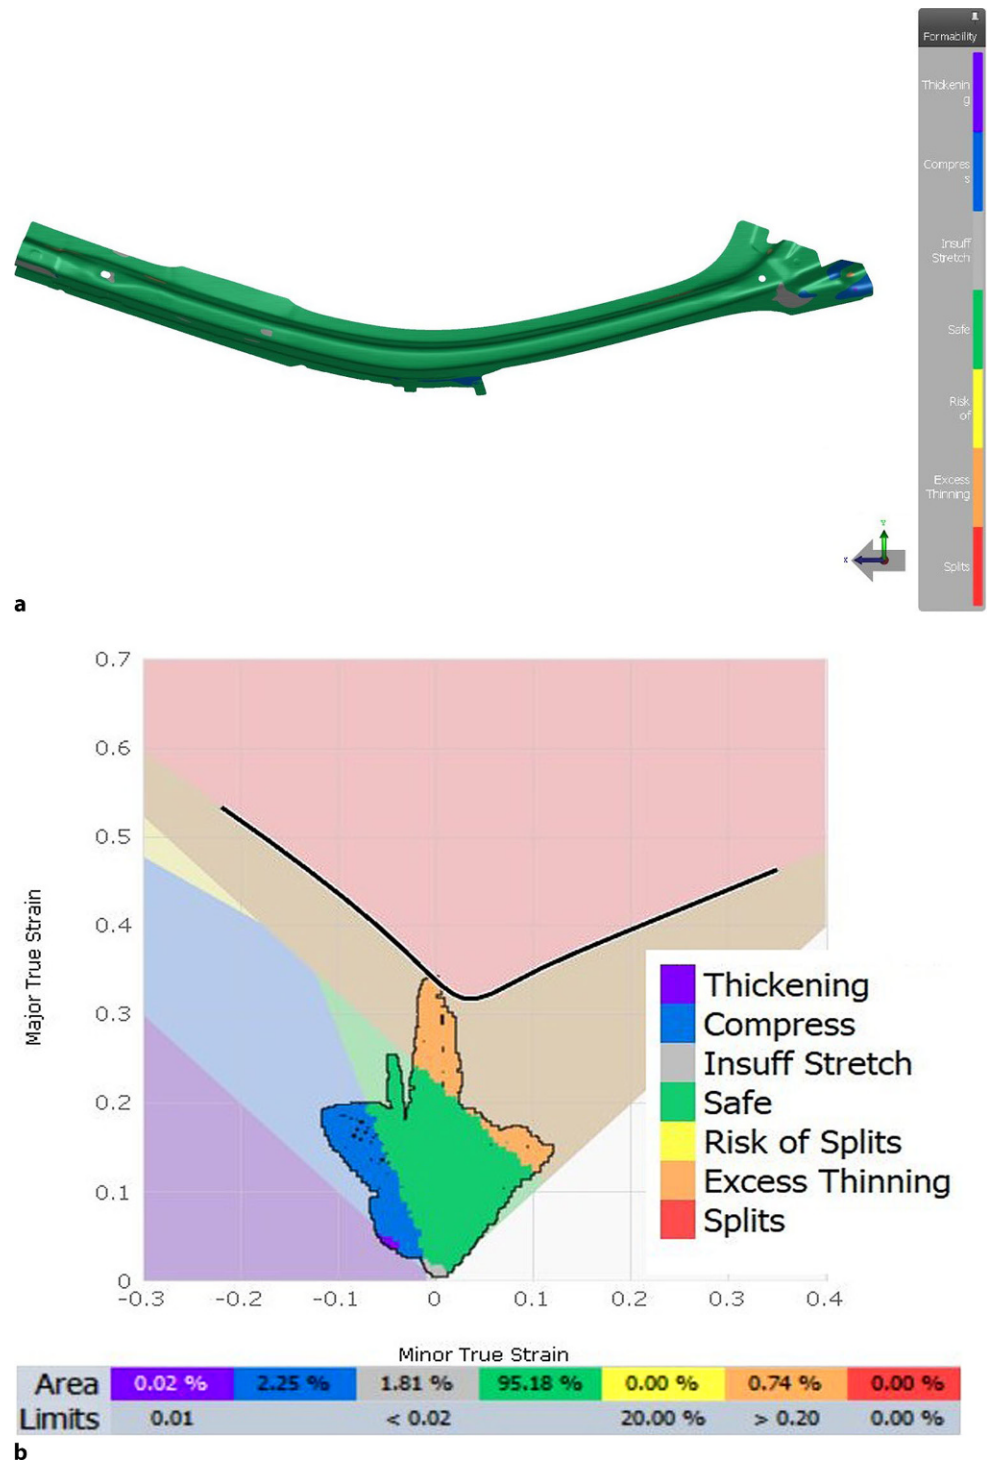 Formability
Thickenin
g
Compres
s
Insuff
Stretch
Safe
Risk
of
Excess
Thinning
Splits
Y
X
a
0.7
0.6
0.5
0.4
0.3
0.2
0.1
0
Major True Strain
-0.3 -0.2 -0.1 0 0.1 0.2 0.3 0.4
Minor True Strain
Thickening
Compress
Insuff Stretch
Safe
Risk of Splits
Excess Thinning
Splits
Area 0.02 % 2.25 % 1.81 % 95.18 % 0.00 % 0.74 % 0.00 %
Limits 0.01 < 0.02 20.00 % > 0.20 0.00 %
b